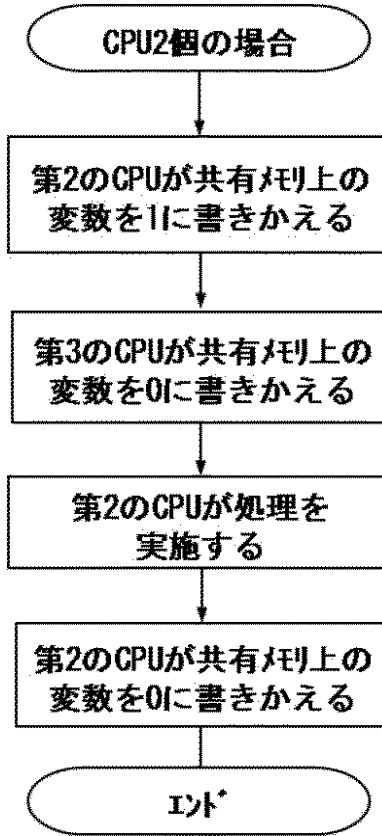 CPU2個の場合
第2のCPUが共有ﾒﾓﾘ上の
変数を1に書きかえる
第3のCPUが共有ﾒﾓﾘ上の
変数を0に書きかえる
第2のCPUが処理を
実施する
第2のCPUが共有ﾒﾓﾘ上の
変数を0に書きかえる
ｴﾝﾄﾞ